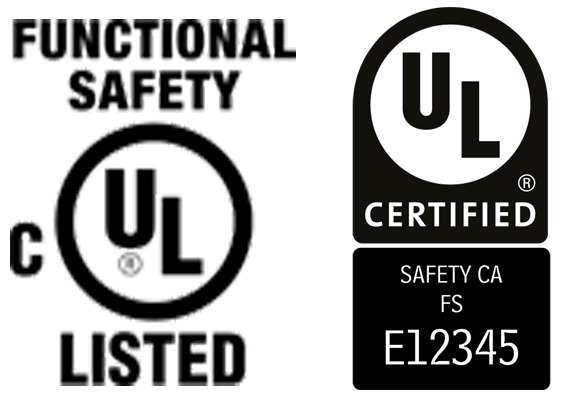 FUNCTIONAL
SAFETY
C UL
®
LISTED
UL
®
CERTIFIED
SAFETY CA
FS
E12345